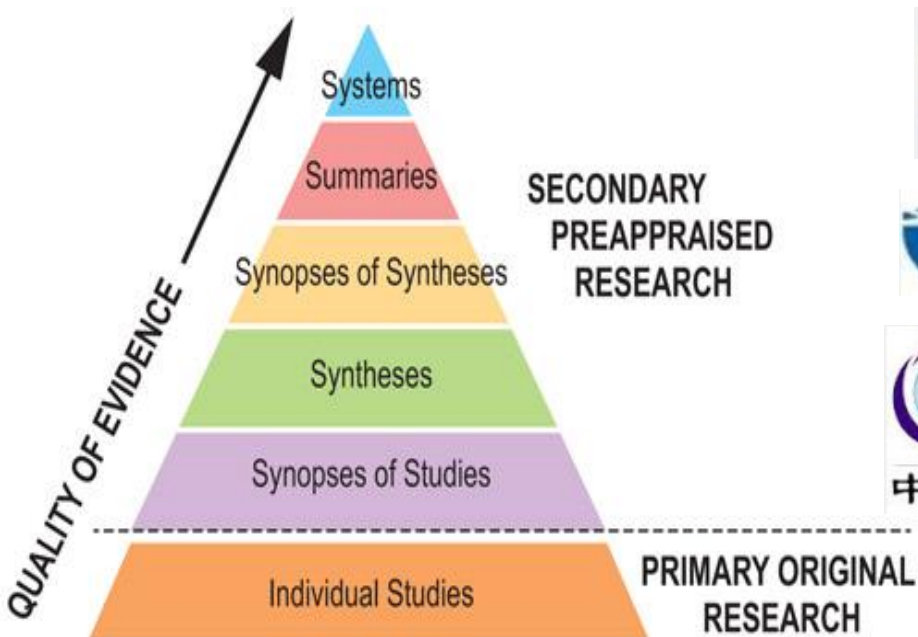 Systems
Summaries
SECONDARY
PREAPPRAISED
RESEARCH
Synopses of Syntheses
Syntheses
Synopses of Studies
QUALITY OF EVIDENCE
Individual Studies
PRIMARY ORIGINAL
RESEARCH
中